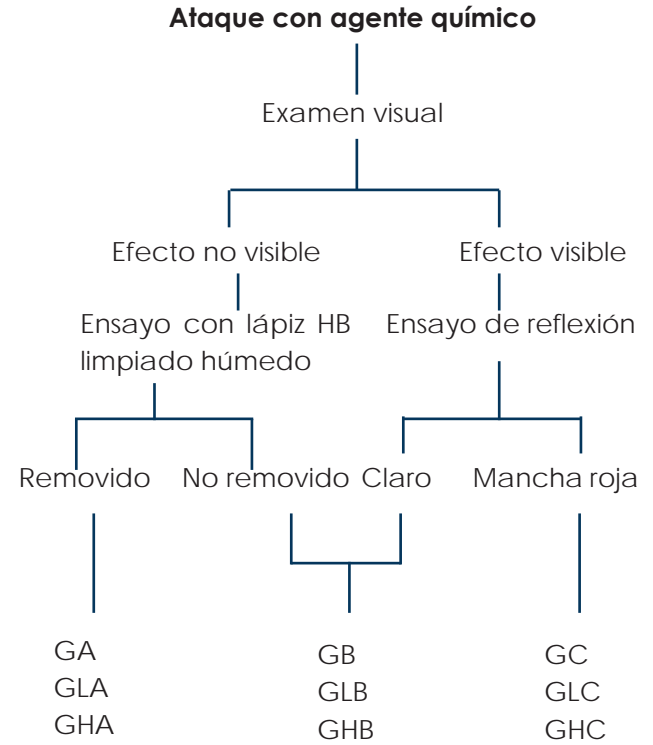 Ataque con agente químico
Examen visual
Efecto no visible
Efecto visible
Ensayo con lápiz HB
limpiado húmedo
Ensayo de reflexión
Removido
No removido
Claro
Mancha roja
GA
GLA
GHA
GB
GLB
GHB
GC
GLC
GHC